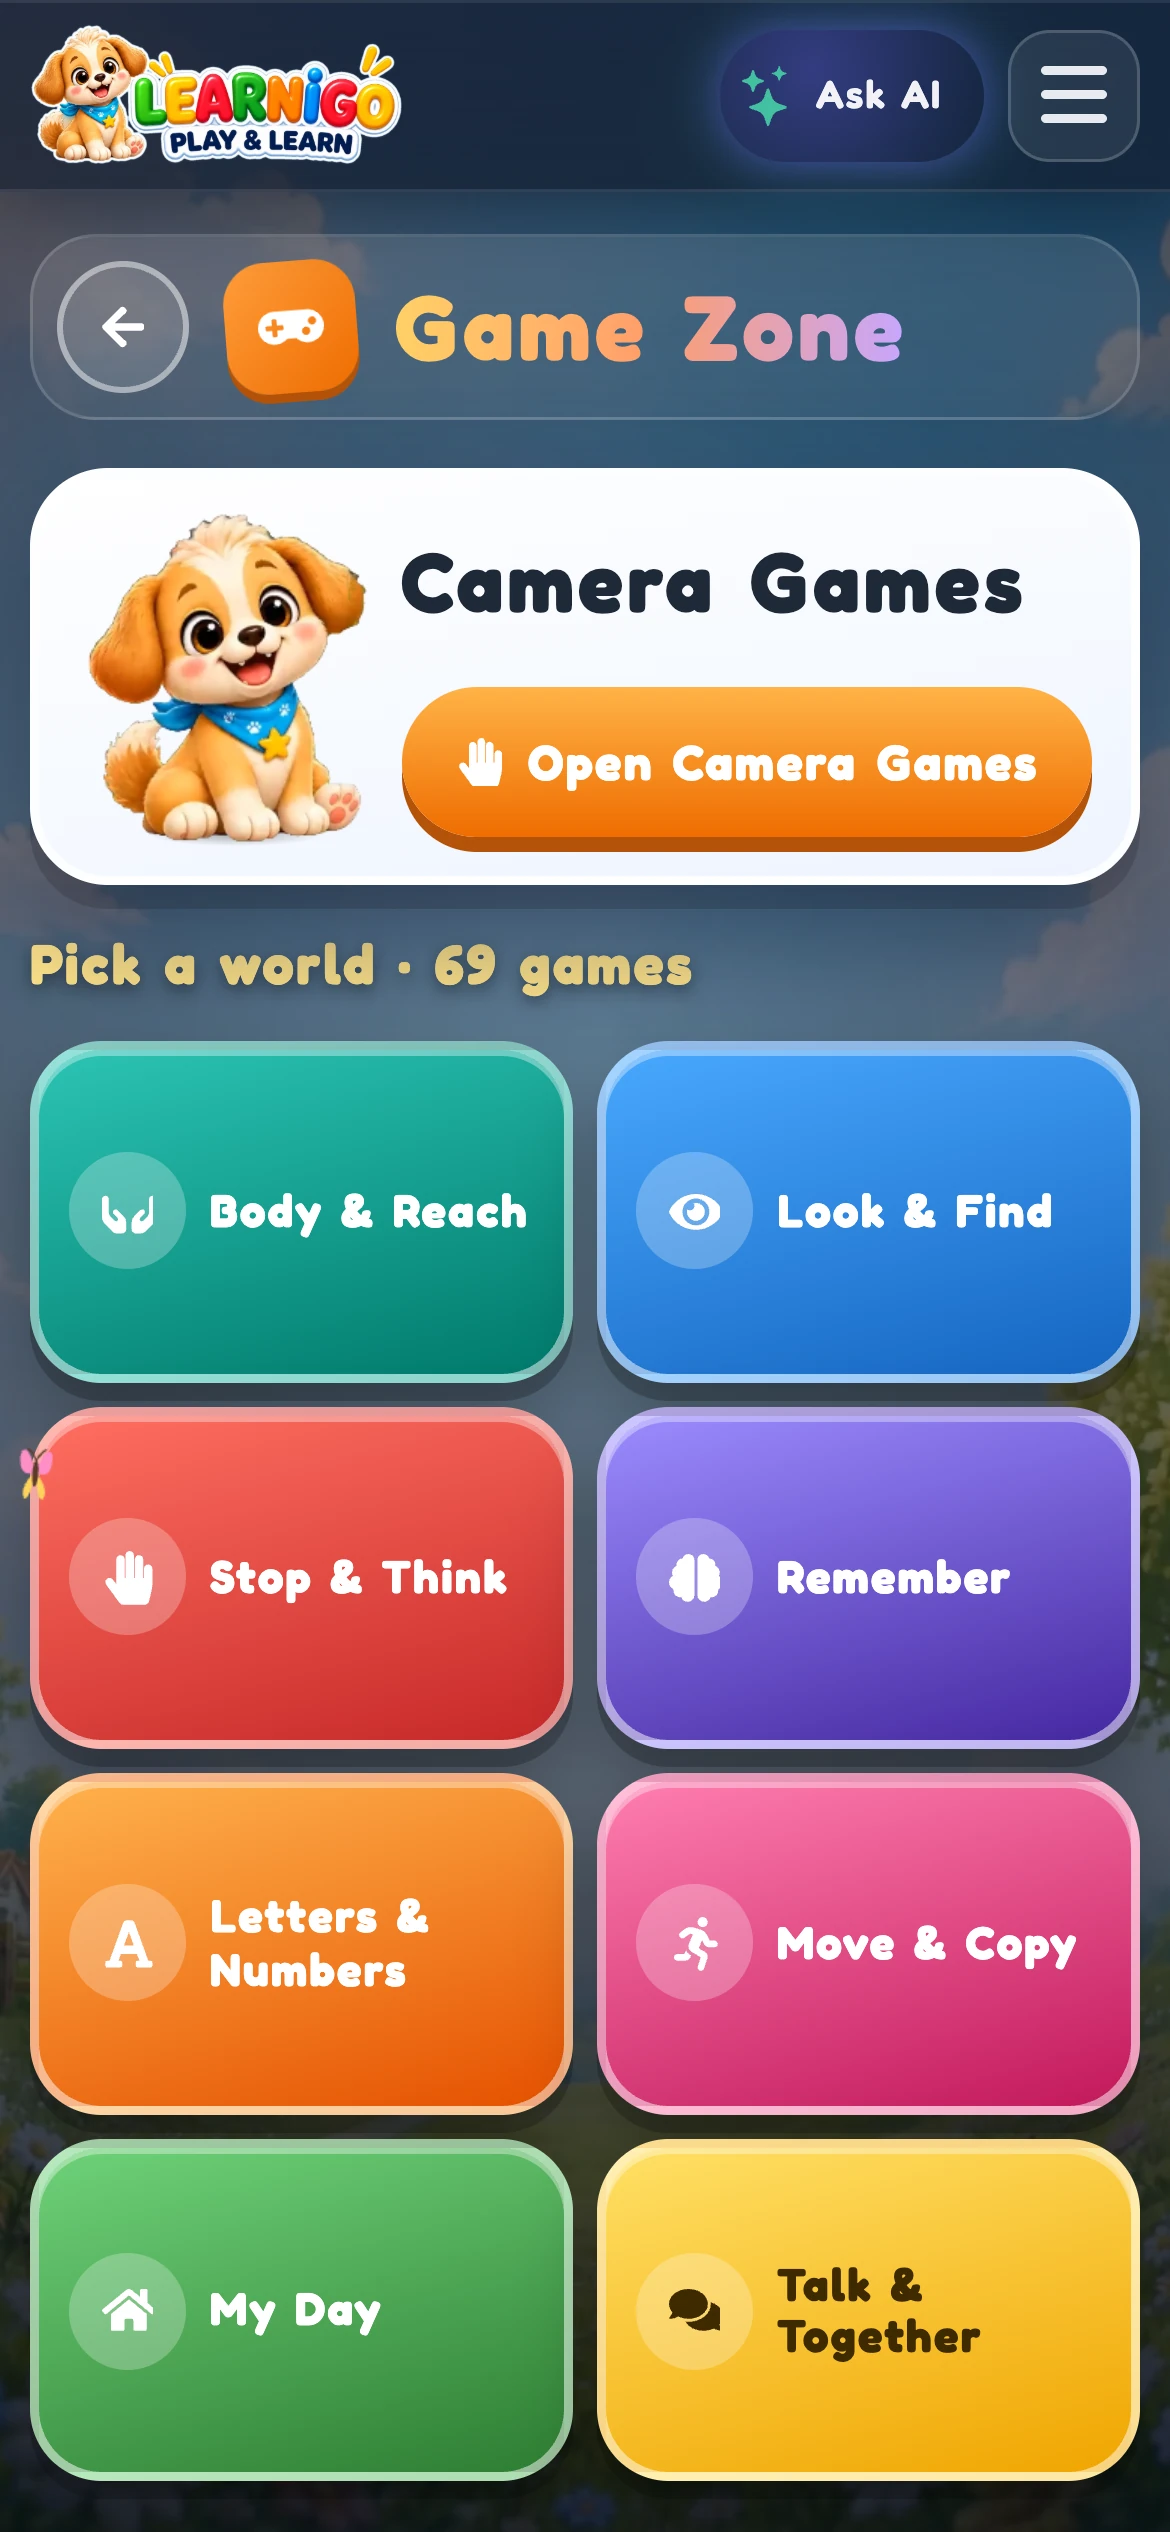 LEARNiGO
PLAY & LEARN
Ask AI
Game Zone
Camera Games
Open Camera Games
Pick a world · 69 games
Body & Reach
Look & Find
Stop & Think
Remember
Letters &
Numbers
Move & Copy
My Day
Talk &
Together